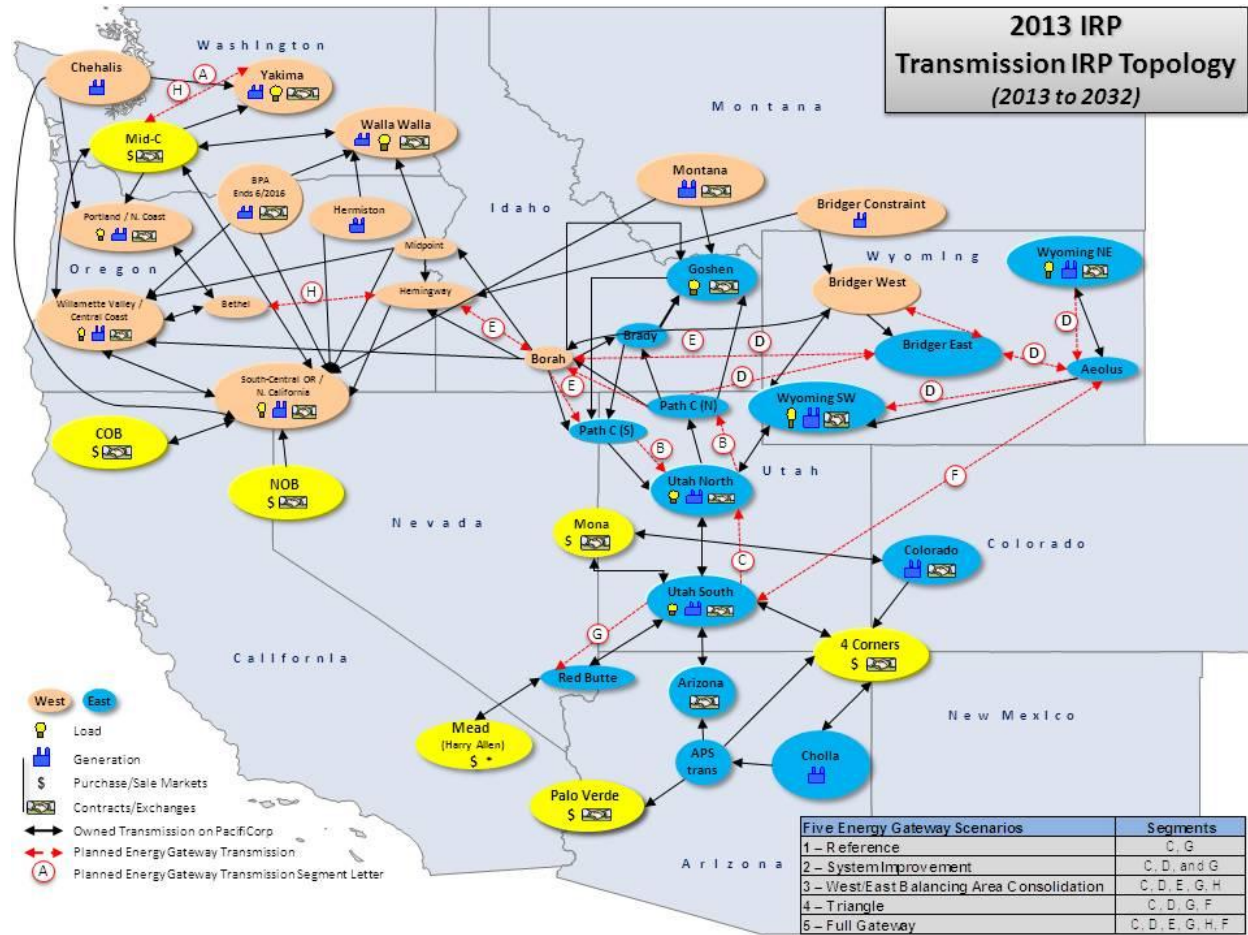 2013 IRP
Transmission IRP Topology
(2013 to 2032)
Washington
Montana
Idaho
Oregon
Wyoming
Nevada
Utah
Colorado
California
Arizona
New Mexico
Chehalis
A
H
Yakima
Mid-C
$
Walla Walla
BPA
Ends 6/2016
Hermiston
Portland / N. Coast
Midpoint
Willamette Valley /
Central Coast
Bethel
H
Hemingway
E
Montana
Bridger Constraint
Goshen
Bridger West
Wyoming NE
Brady
E
D
D
Borah
Bridger East
D
Aeolus
E
D
D
South-Central OR /
N. California
Path C (N)
Wyoming SW
Path C (S)
B
B
COB
$
NOB
$
Utah North
F
Mona
$
C
Colorado
Utah South
G
4 Corners
$
Red Butte
Arizona
Mead
(Harry Allen)
$ *
APS
trans
Cholla
Palo Verde
$
West
East
Load
Generation
$ Purchase/Sale Markets
Contracts/Exchanges
Owned Transmission on PacifiCorp
Planned Energy Gateway Transmission
A Planned Energy Gateway Transmission Segment Letter
Five Energy Gateway Scenarios Segments
1 – Reference C, G
2 – System Improvement C, D, and G
3 – West/East Balancing Area Consolidation C, D, E, G, H
4 – Triangle C, D, G, F
5 – Full Gateway C, D, E, G, H, F